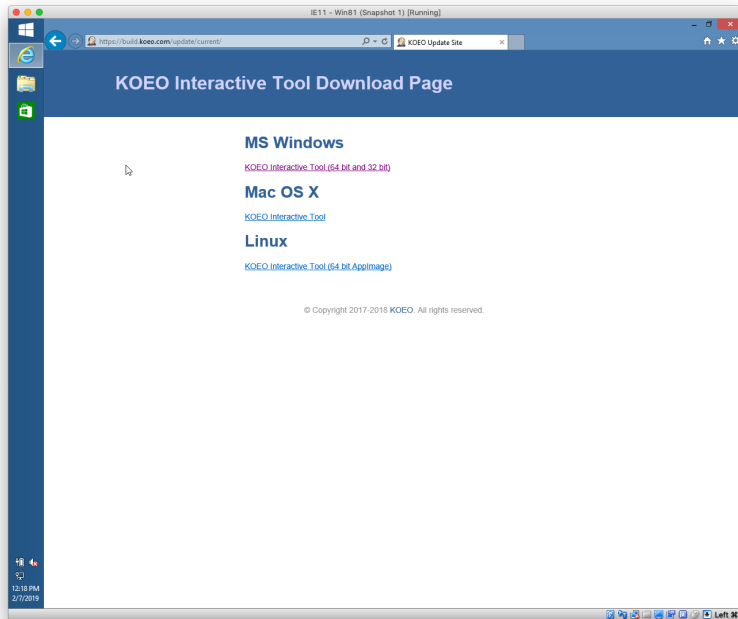 IE11 - Win81 (Snapshot 1) [Running]
https://build.koeo.com/update/current/
KOEO Update Site
KOEO Interactive Tool Download Page
MS Windows
KOEO Interactive Tool (64 bit and 32 bit)
Mac OS X
KOEO Interactive Tool
Linux
KOEO Interactive Tool (64 bit AppImage)
© Copyright 2017-2018 KOEO. All rights reserved.
12:18 PM
2/7/2019
Left ⌘